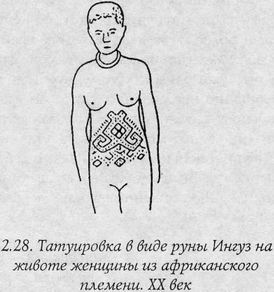 2.28. Татуировка в виде руны Ингуз на
животе женщины из африканского
племени. XX век